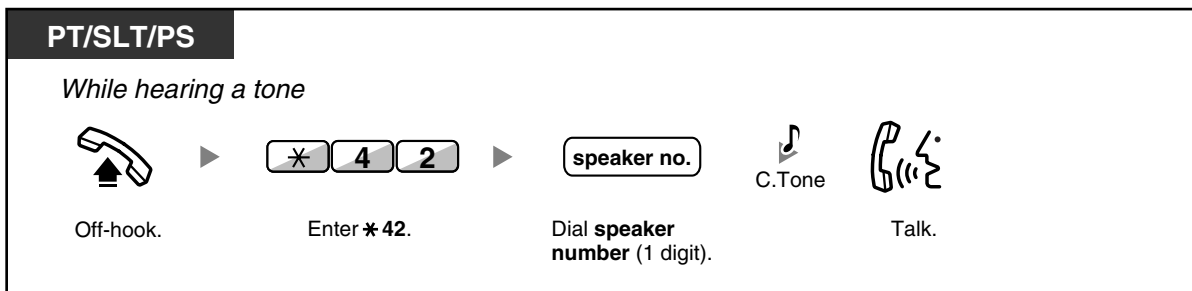 PT/SLT/PS
While hearing a tone
* 4 2
speaker no.
C.Tone
Off-hook.
Enter *42.
Dial speaker
number (1 digit).
Talk.